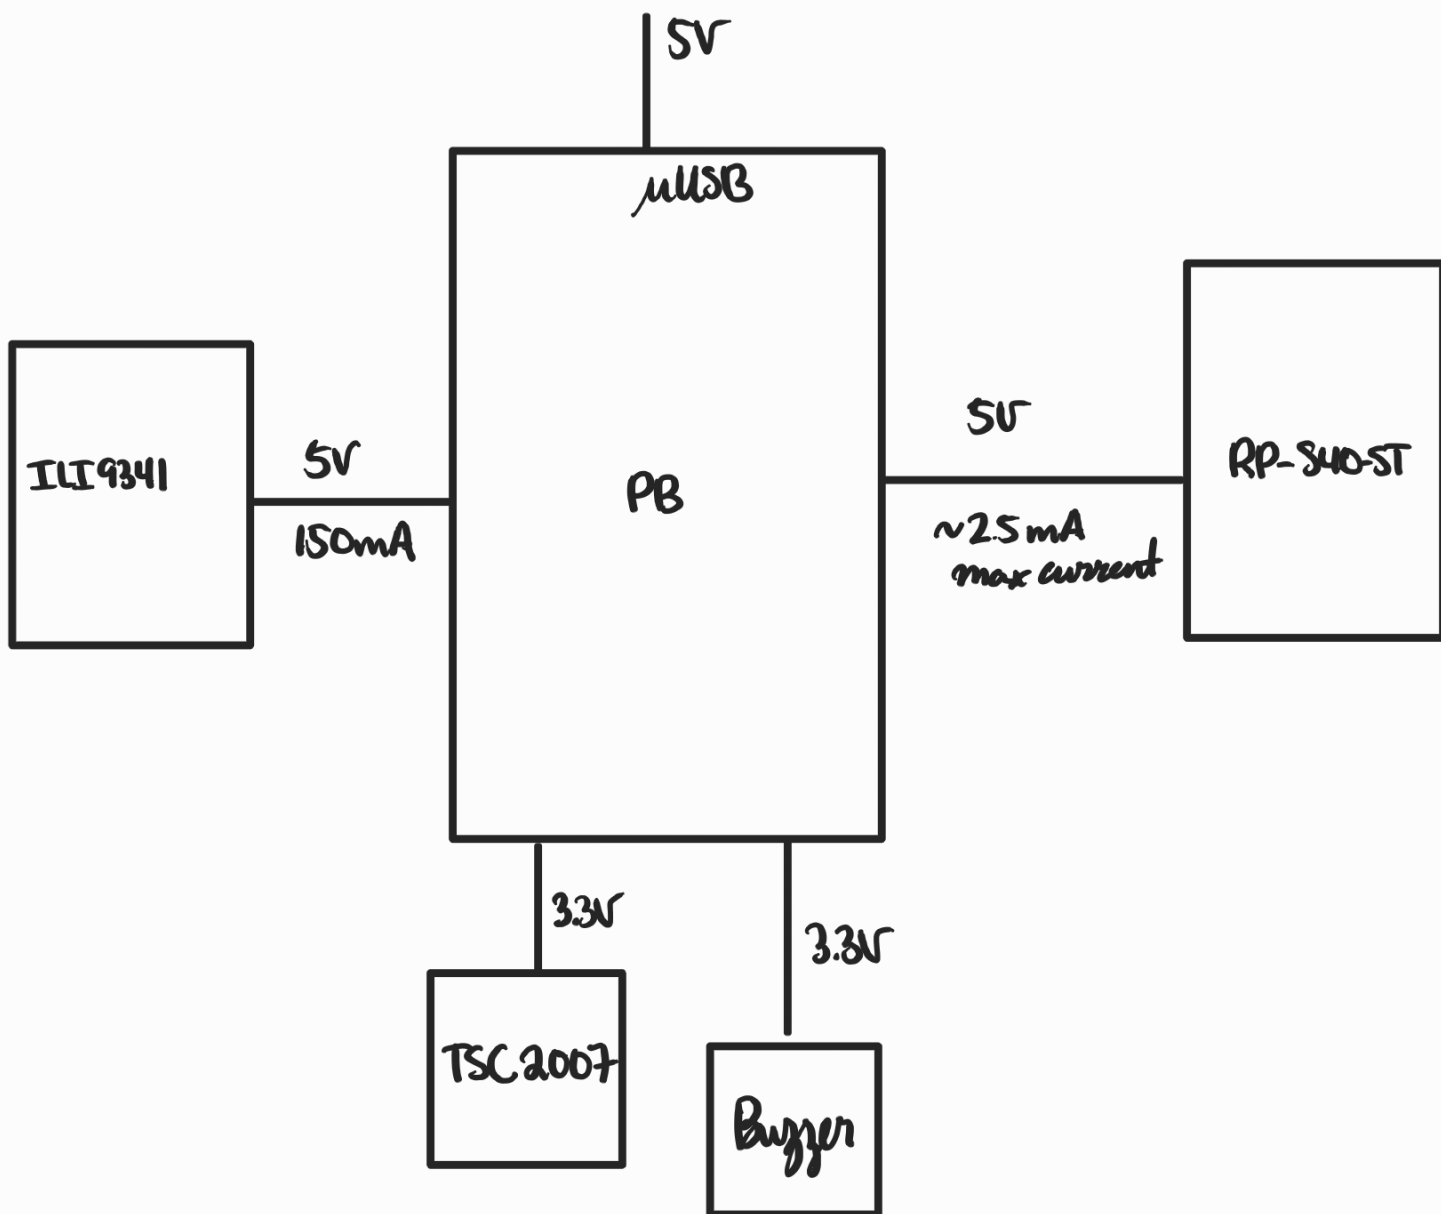 5V
μUSB
ILI9341
5V
150mA
PB
5V
~2.5mA
max current
RP-S40-ST
3.3V
3.3V
TSC2007
Buzzer